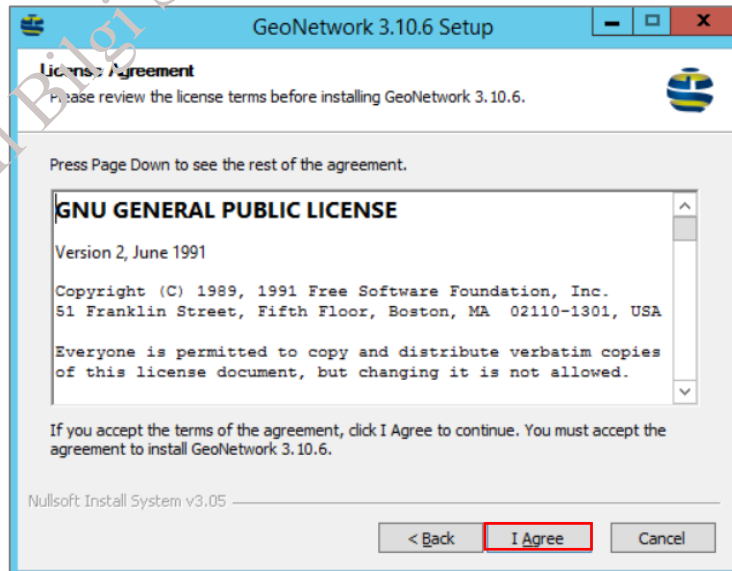 GeoNetwork 3.10.6 Setup
License Agreement
Please review the license terms before installing GeoNetwork 3.10.6.
Press Page Down to see the rest of the agreement.
GNU GENERAL PUBLIC LICENSE
Version 2, June 1991
Copyright (C) 1989, 1991 Free Software Foundation, Inc.
51 Franklin Street, Fifth Floor, Boston, MA 02110-1301, USA
Everyone is permitted to copy and distribute verbatim copies
of this license document, but changing it is not allowed.
If you accept the terms of the agreement, click I Agree to continue. You must accept the
agreement to install GeoNetwork 3.10.6.
Nullsoft Install System v3.05
< Back I Agree Cancel
Bilgi